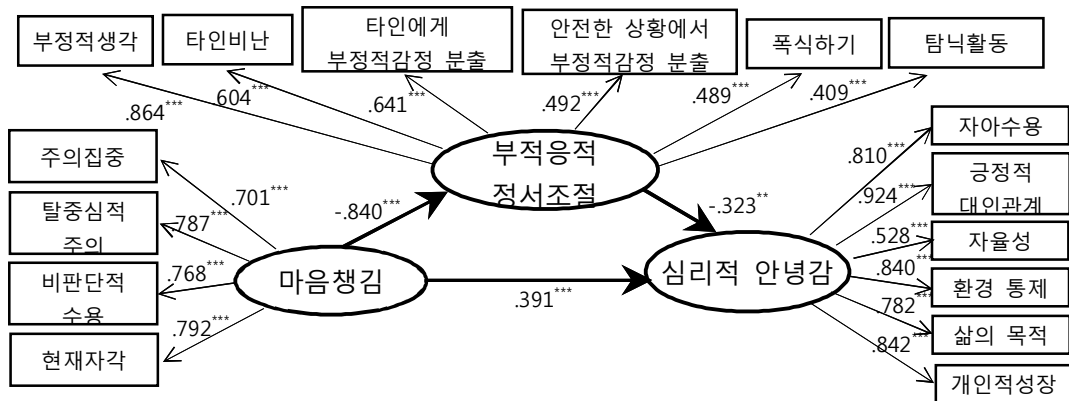 부정적생각
타인비난
타인에게
부정적감정 분출
안전한 상황에서
부정적감정 분출
폭식하기
탐닉활동
.864***
.604***
.641***
.492***
.489***
.409***
부적응적
정서조절
주의집중
탈중심적
주의
비판단적
수용
현재자각
.701***
.787***
.768***
.792***
마음챙김
-.840***
-.323**
.391***
심리적 안녕감
.810***
.924***
.528***
.840***
.782***
.842***
자아수용
긍정적
대인관계
자율성
환경 통제
삶의 목적
개인적성장